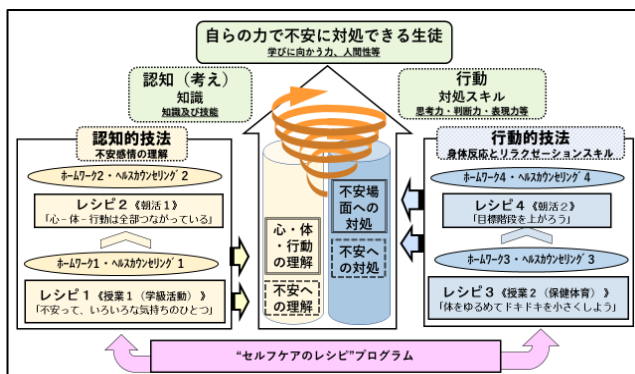 自らの力で不安に対処できる生徒
学びに向かう力、人間性等
認知（考え）
知識
知識及び技能
行動
対処スキル
思考力・判断力・表現力等
認知的技法
不安感情の理解
ホームワーク2・ヘルスカウンセリング2
レシピ2《朝活1》
「心－体－行動は全部つながっている」
ホームワーク1・ヘルスカウンセリング1
レシピ1《授業1（学級活動）》
「不安って、いろいろな気持ちのひとつ」
心・体
・行動
の理解
不安へ
の理解
不安場
面への
対処
不安へ
の対処
行動的技法
身体反応とリラクゼーションスキル
ホームワーク4・ヘルスカウンセリング4
レシピ4《朝活2》
「目標階段を上がろう」
ホームワーク3・ヘルスカウンセリング3
レシピ3《授業2（保健体育）》
「体をゆるめてドキドキを小さくしよう」
“セルフケアのレシピ”プログラム